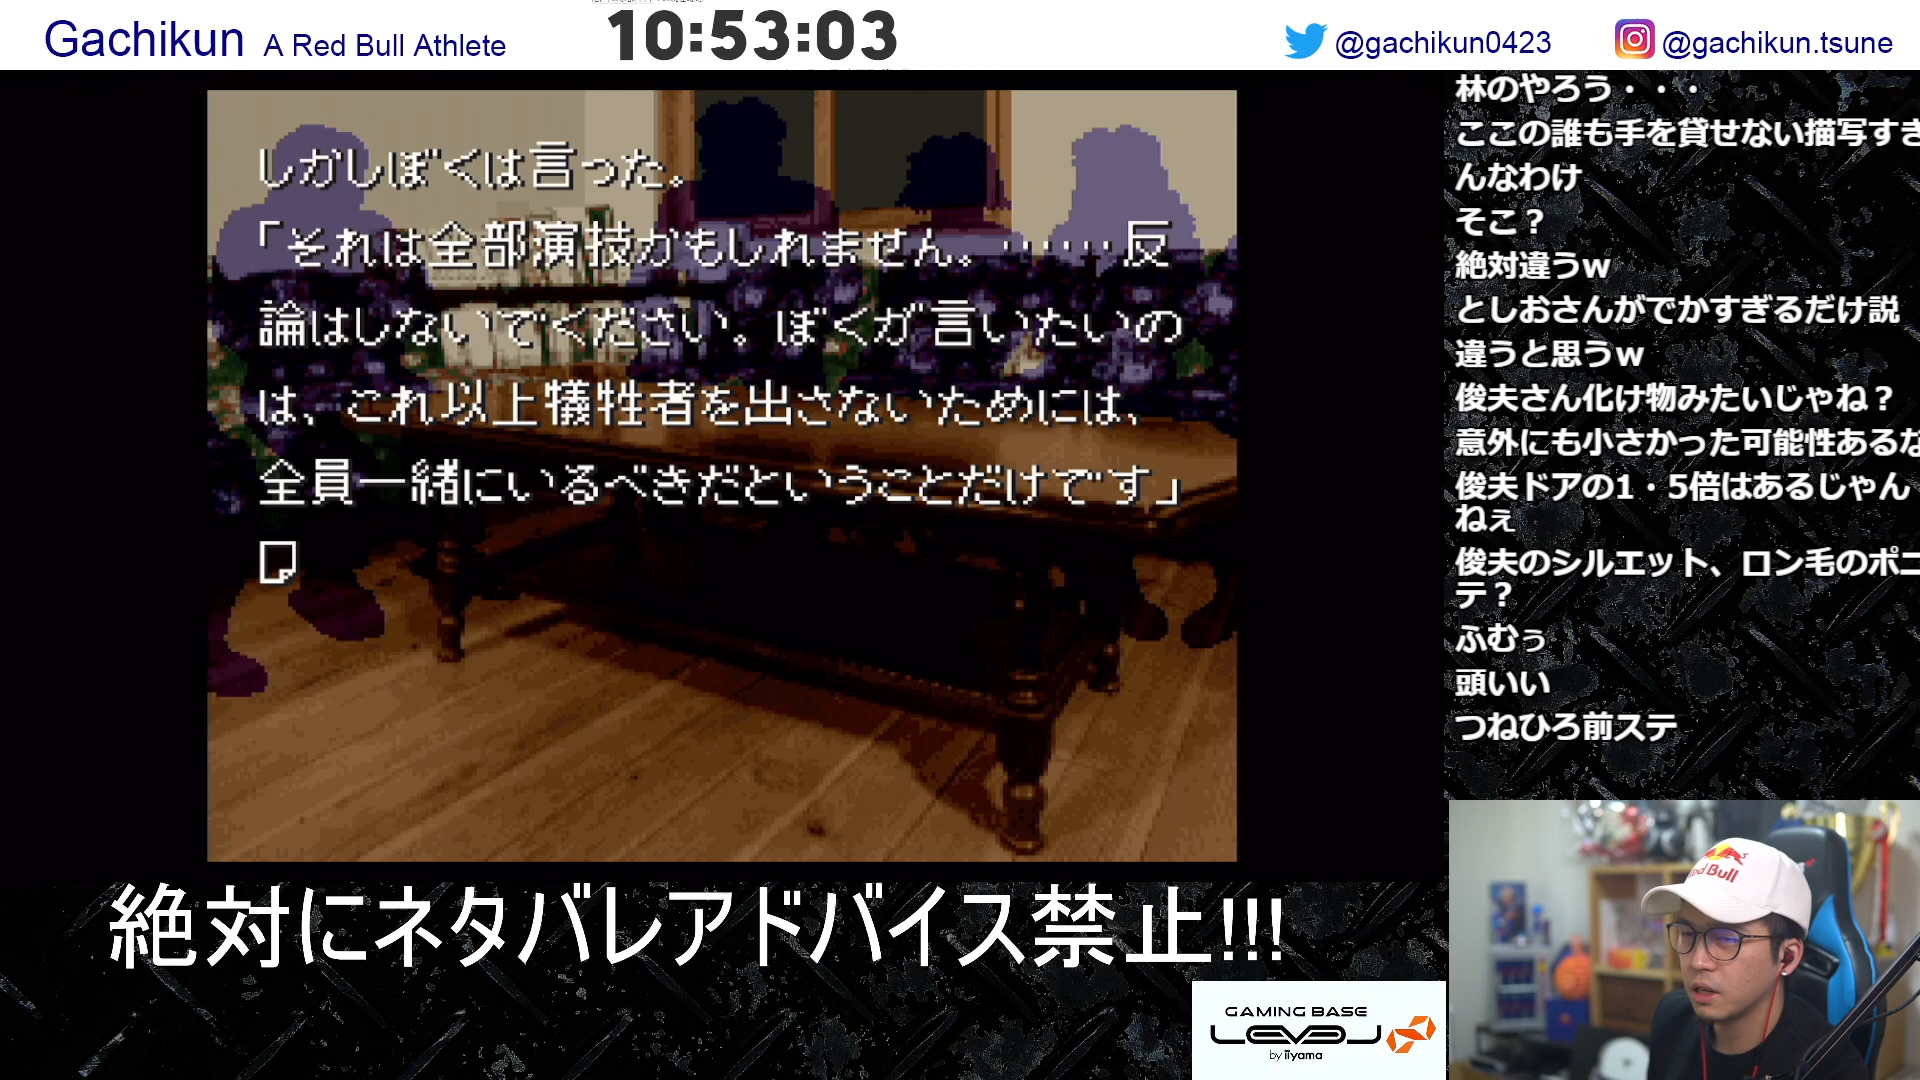 Gachikun A Red Bull Athlete
10:53:03
@gachikun0423
@gachikun.tsune
しかしぼくは言った。
「それは全部演技かもしれません。……反
論はしないでください。ぼくが言いたいの
は、これ以上犠牲者を出さないためには、
全員一緒にいるべきだということだけです」
林のやろう・・・
ここの誰も手を貸せない描写すぎ
んなわけ
そこ？
絶対違うw
としおさんがでかすぎるだけ説
違うと思うw
俊夫さん化け物みたいじゃね？
意外にも小さかった可能性あるな
俊夫ドアの1・5倍はあるじゃん
ねぇ
俊夫のシルエット、ロン毛のポニ
テ？
ふむぅ
頭いい
つねひろ前ステ
絶対にネタバレアドバイス禁止!!!
GAMING BASE
LEVEL
by iiyama
Red Bull